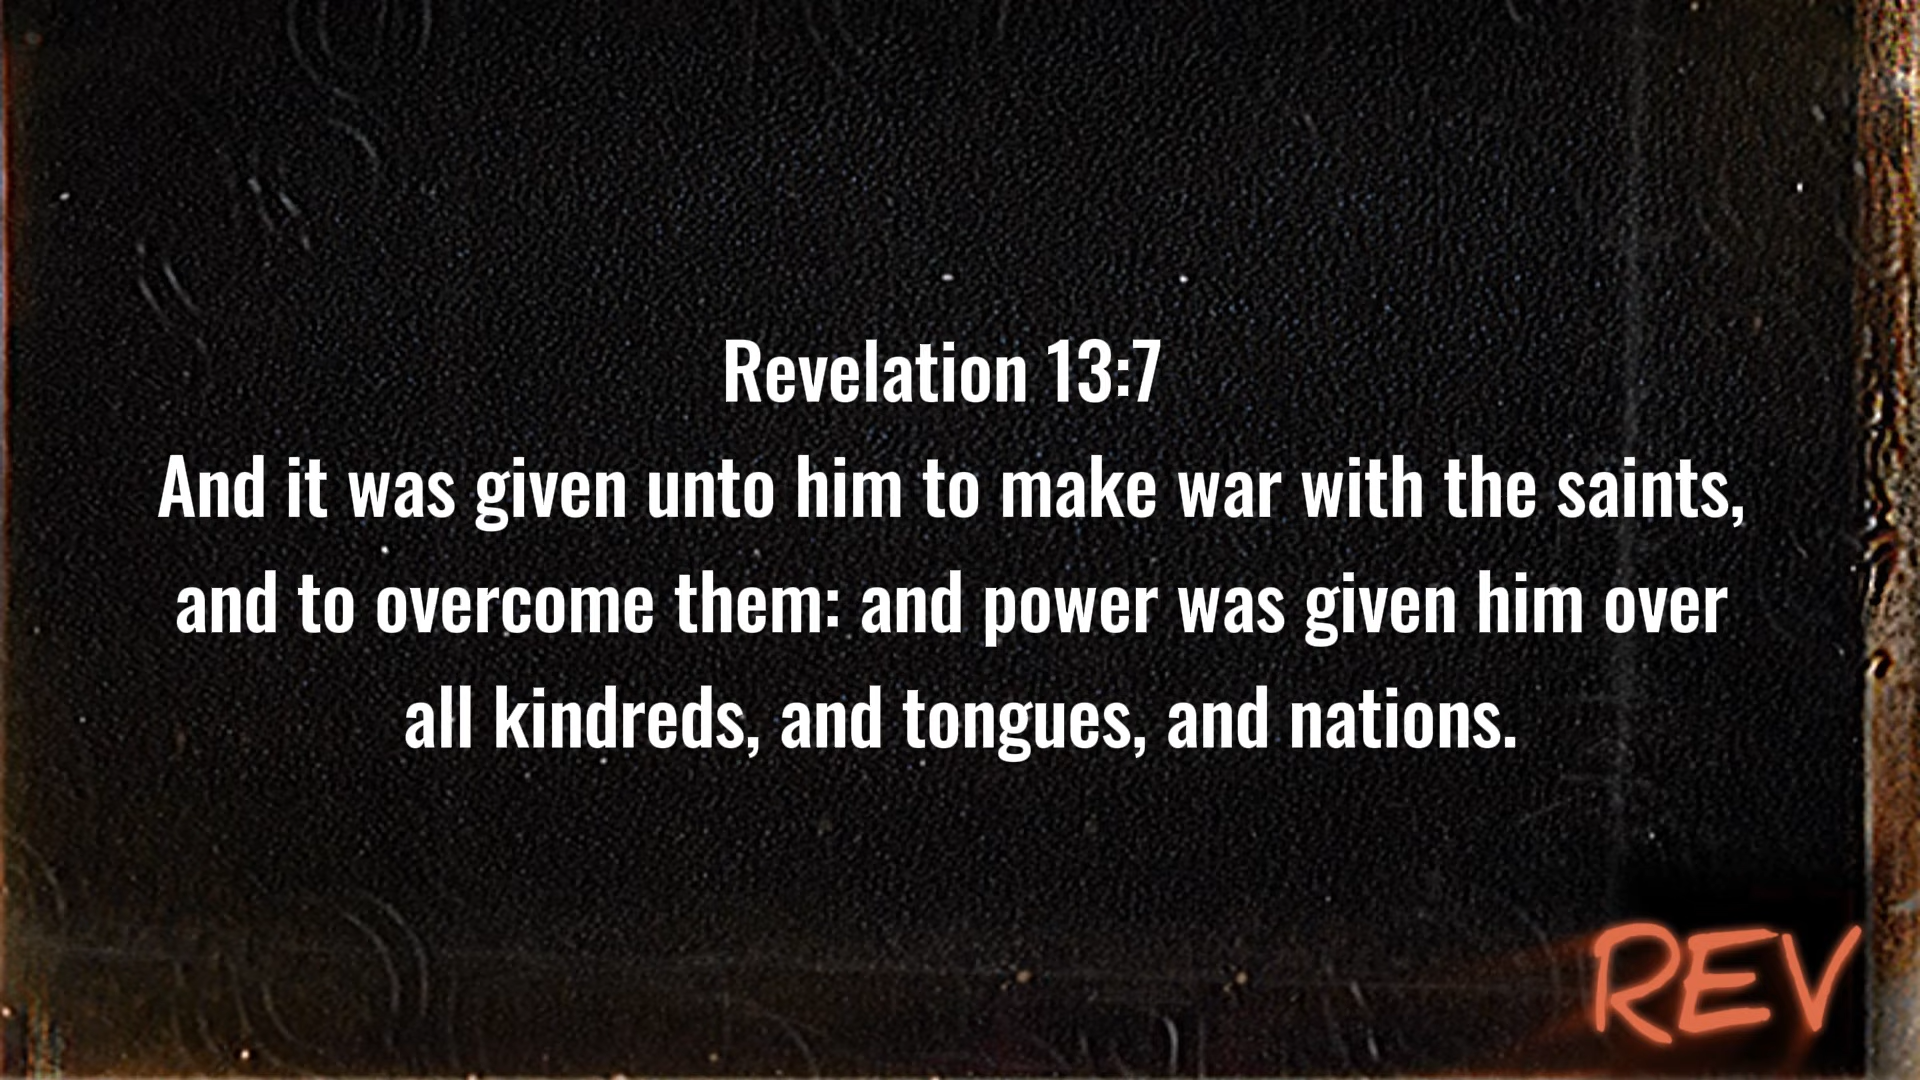 Revelation 13:7
And it was given unto him to make war with the saints,
and to overcome them: and power was given him over
all kindreds, and tongues, and nations.
REV